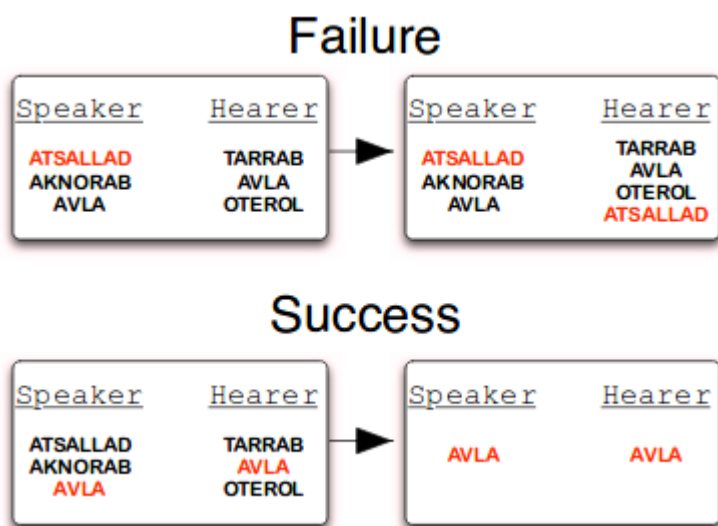 Failure
Speaker Hearer Speaker Hearer
ATSALLAD TARRAB ATSALLAD TARRAB
AKNORAB AVLA AKNORAB AVLA
AVLA OTEROL AVLA OTEROL
ATSALLAD
Success
Speaker Hearer Speaker Hearer
ATSALLAD TARRAB
AKNORAB AVLA AVLA AVLA
AVLA OTEROL